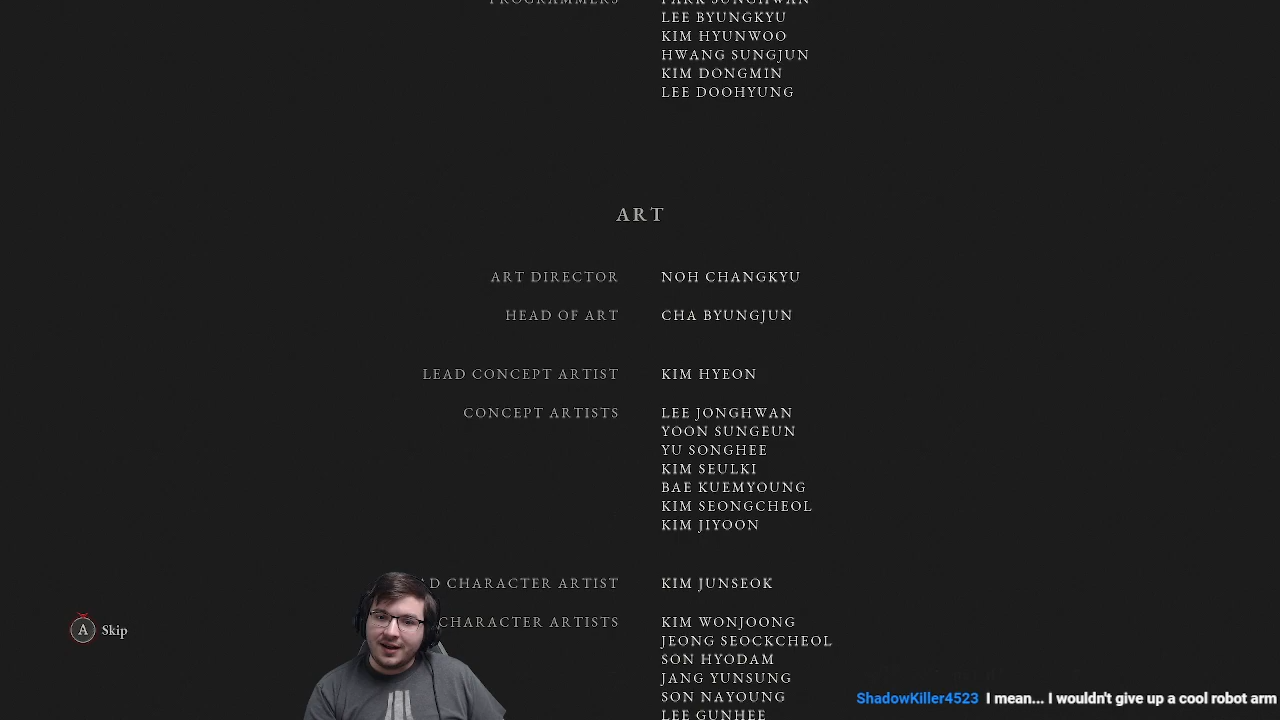 LEE BYUNGKYU
KIM HYUNWOO
HWANG SUNGJUN
KIM DONGMIN
LEE DOOHYUNG
ART
ART DIRECTOR NOH CHANGKYU
HEAD OF ART CHA BYUNGJUN
LEAD CONCEPT ARTIST KIM HYEON
CONCEPT ARTISTS LEE JONGHWAN
YOON SUNGEUN
YU SONGHEE
KIM SEULKI
BAE KUEMYOUNG
KIM SEONGCHEOL
KIM JIYOON
CHARACTER ARTIST KIM JUNSEOK
CHARACTER ARTISTS KIM WONJOONG
JEONG SEOCKCHEOL
SON HYODAM
JANG YUNSUNG
SON NAYOUNG
LEE GUNHEE
A Skip
ShadowKiller4523 I mean... I wouldn't give up a cool robot arm